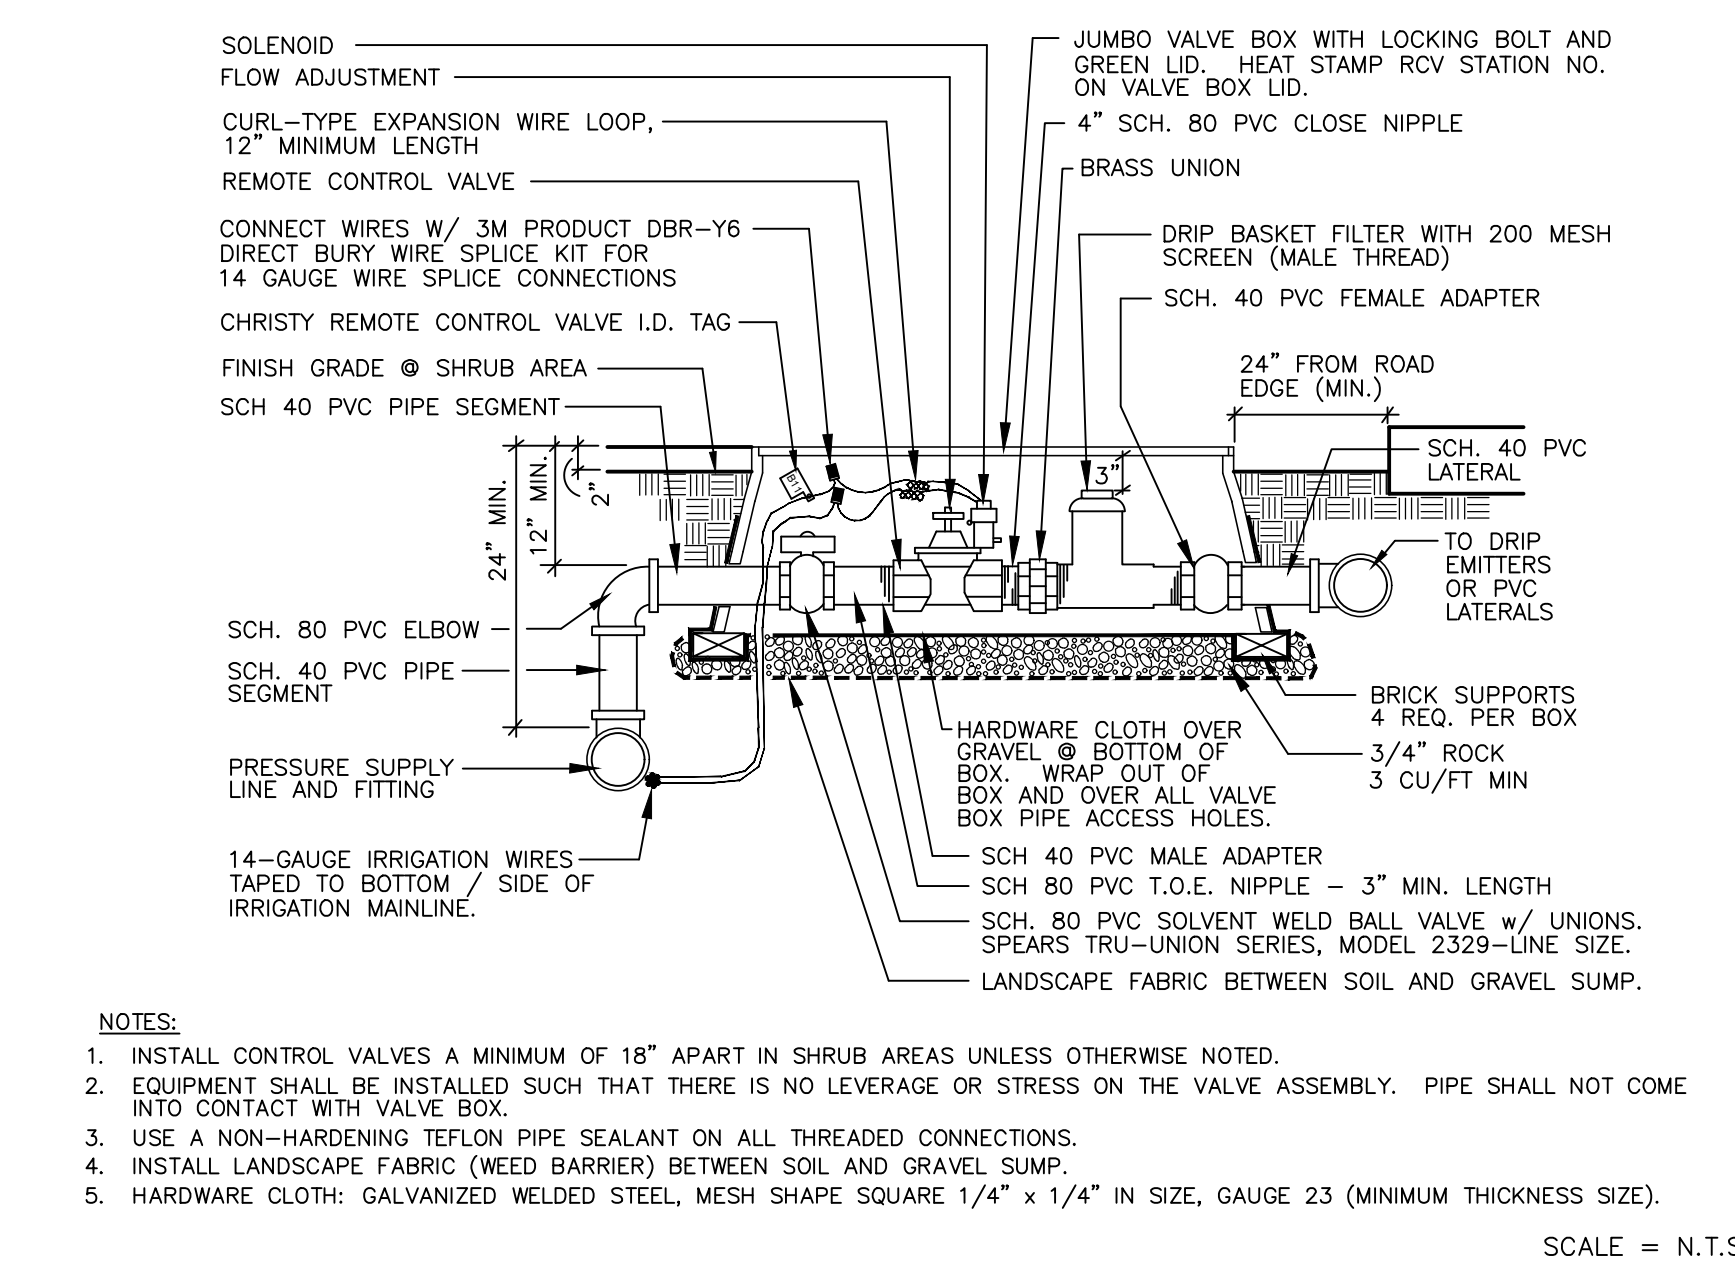 SOLENOID
FLOW ADJUSTMENT
CURL-TYPE EXPANSION WIRE LOOP,
12" MINIMUM LENGTH
REMOTE CONTROL VALVE
CONNECT WIRES W/ 3M PRODUCT DBR-Y6
DIRECT BURY WIRE SPLICE KIT FOR
14 GAUGE WIRE SPLICE CONNECTIONS
CHRISTY REMOTE CONTROL VALVE I.D. TAG
FINISH GRADE @ SHRUB AREA
SCH 40 PVC PIPE SEGMENT
24" MIN.
12" MIN.
2"
B111
3"
SCH. 80 PVC ELBOW
SCH. 40 PVC PIPE
SEGMENT
PRESSURE SUPPLY
LINE AND FITTING
14-GAUGE IRRIGATION WIRES
TAPED TO BOTTOM / SIDE OF
IRRIGATION MAINLINE.
JUMBO VALVE BOX WITH LOCKING BOLT AND
GREEN LID. HEAT STAMP RCV STATION NO.
ON VALVE BOX LID.
4" SCH. 80 PVC CLOSE NIPPLE
BRASS UNION
DRIP BASKET FILTER WITH 200 MESH
SCREEN (MALE THREAD)
SCH. 40 PVC FEMALE ADAPTER
24" FROM ROAD
EDGE (MIN.)
SCH. 40 PVC
LATERAL
TO DRIP
EMITTERS
OR PVC
LATERALS
BRICK SUPPORTS
4 REQ. PER BOX
3/4" ROCK
3 CU/FT MIN
HARDWARE CLOTH OVER
GRAVEL @ BOTTOM OF
BOX. WRAP OUT OF
BOX AND OVER ALL VALVE
BOX PIPE ACCESS HOLES.
SCH 40 PVC MALE ADAPTER
SCH 80 PVC T.O.E. NIPPLE - 3" MIN. LENGTH
SCH. 80 PVC SOLVENT WELD BALL VALVE w/ UNIONS.
SPEARS TRU-UNION SERIES, MODEL 2329-LINE SIZE.
LANDSCAPE FABRIC BETWEEN SOIL AND GRAVEL SUMP.
NOTES:
1. INSTALL CONTROL VALVES A MINIMUM OF 18" APART IN SHRUB AREAS UNLESS OTHERWISE NOTED.
2. EQUIPMENT SHALL BE INSTALLED SUCH THAT THERE IS NO LEVERAGE OR STRESS ON THE VALVE ASSEMBLY. PIPE SHALL NOT COME
INTO CONTACT WITH VALVE BOX.
3. USE A NON-HARDENING TEFLON PIPE SEALANT ON ALL THREADED CONNECTIONS.
4. INSTALL LANDSCAPE FABRIC (WEED BARRIER) BETWEEN SOIL AND GRAVEL SUMP.
5. HARDWARE CLOTH: GALVANIZED WELDED STEEL, MESH SHAPE SQUARE 1/4" x 1/4" IN SIZE, GAUGE 23 (MINIMUM THICKNESS SIZE).
SCALE = N.T.S